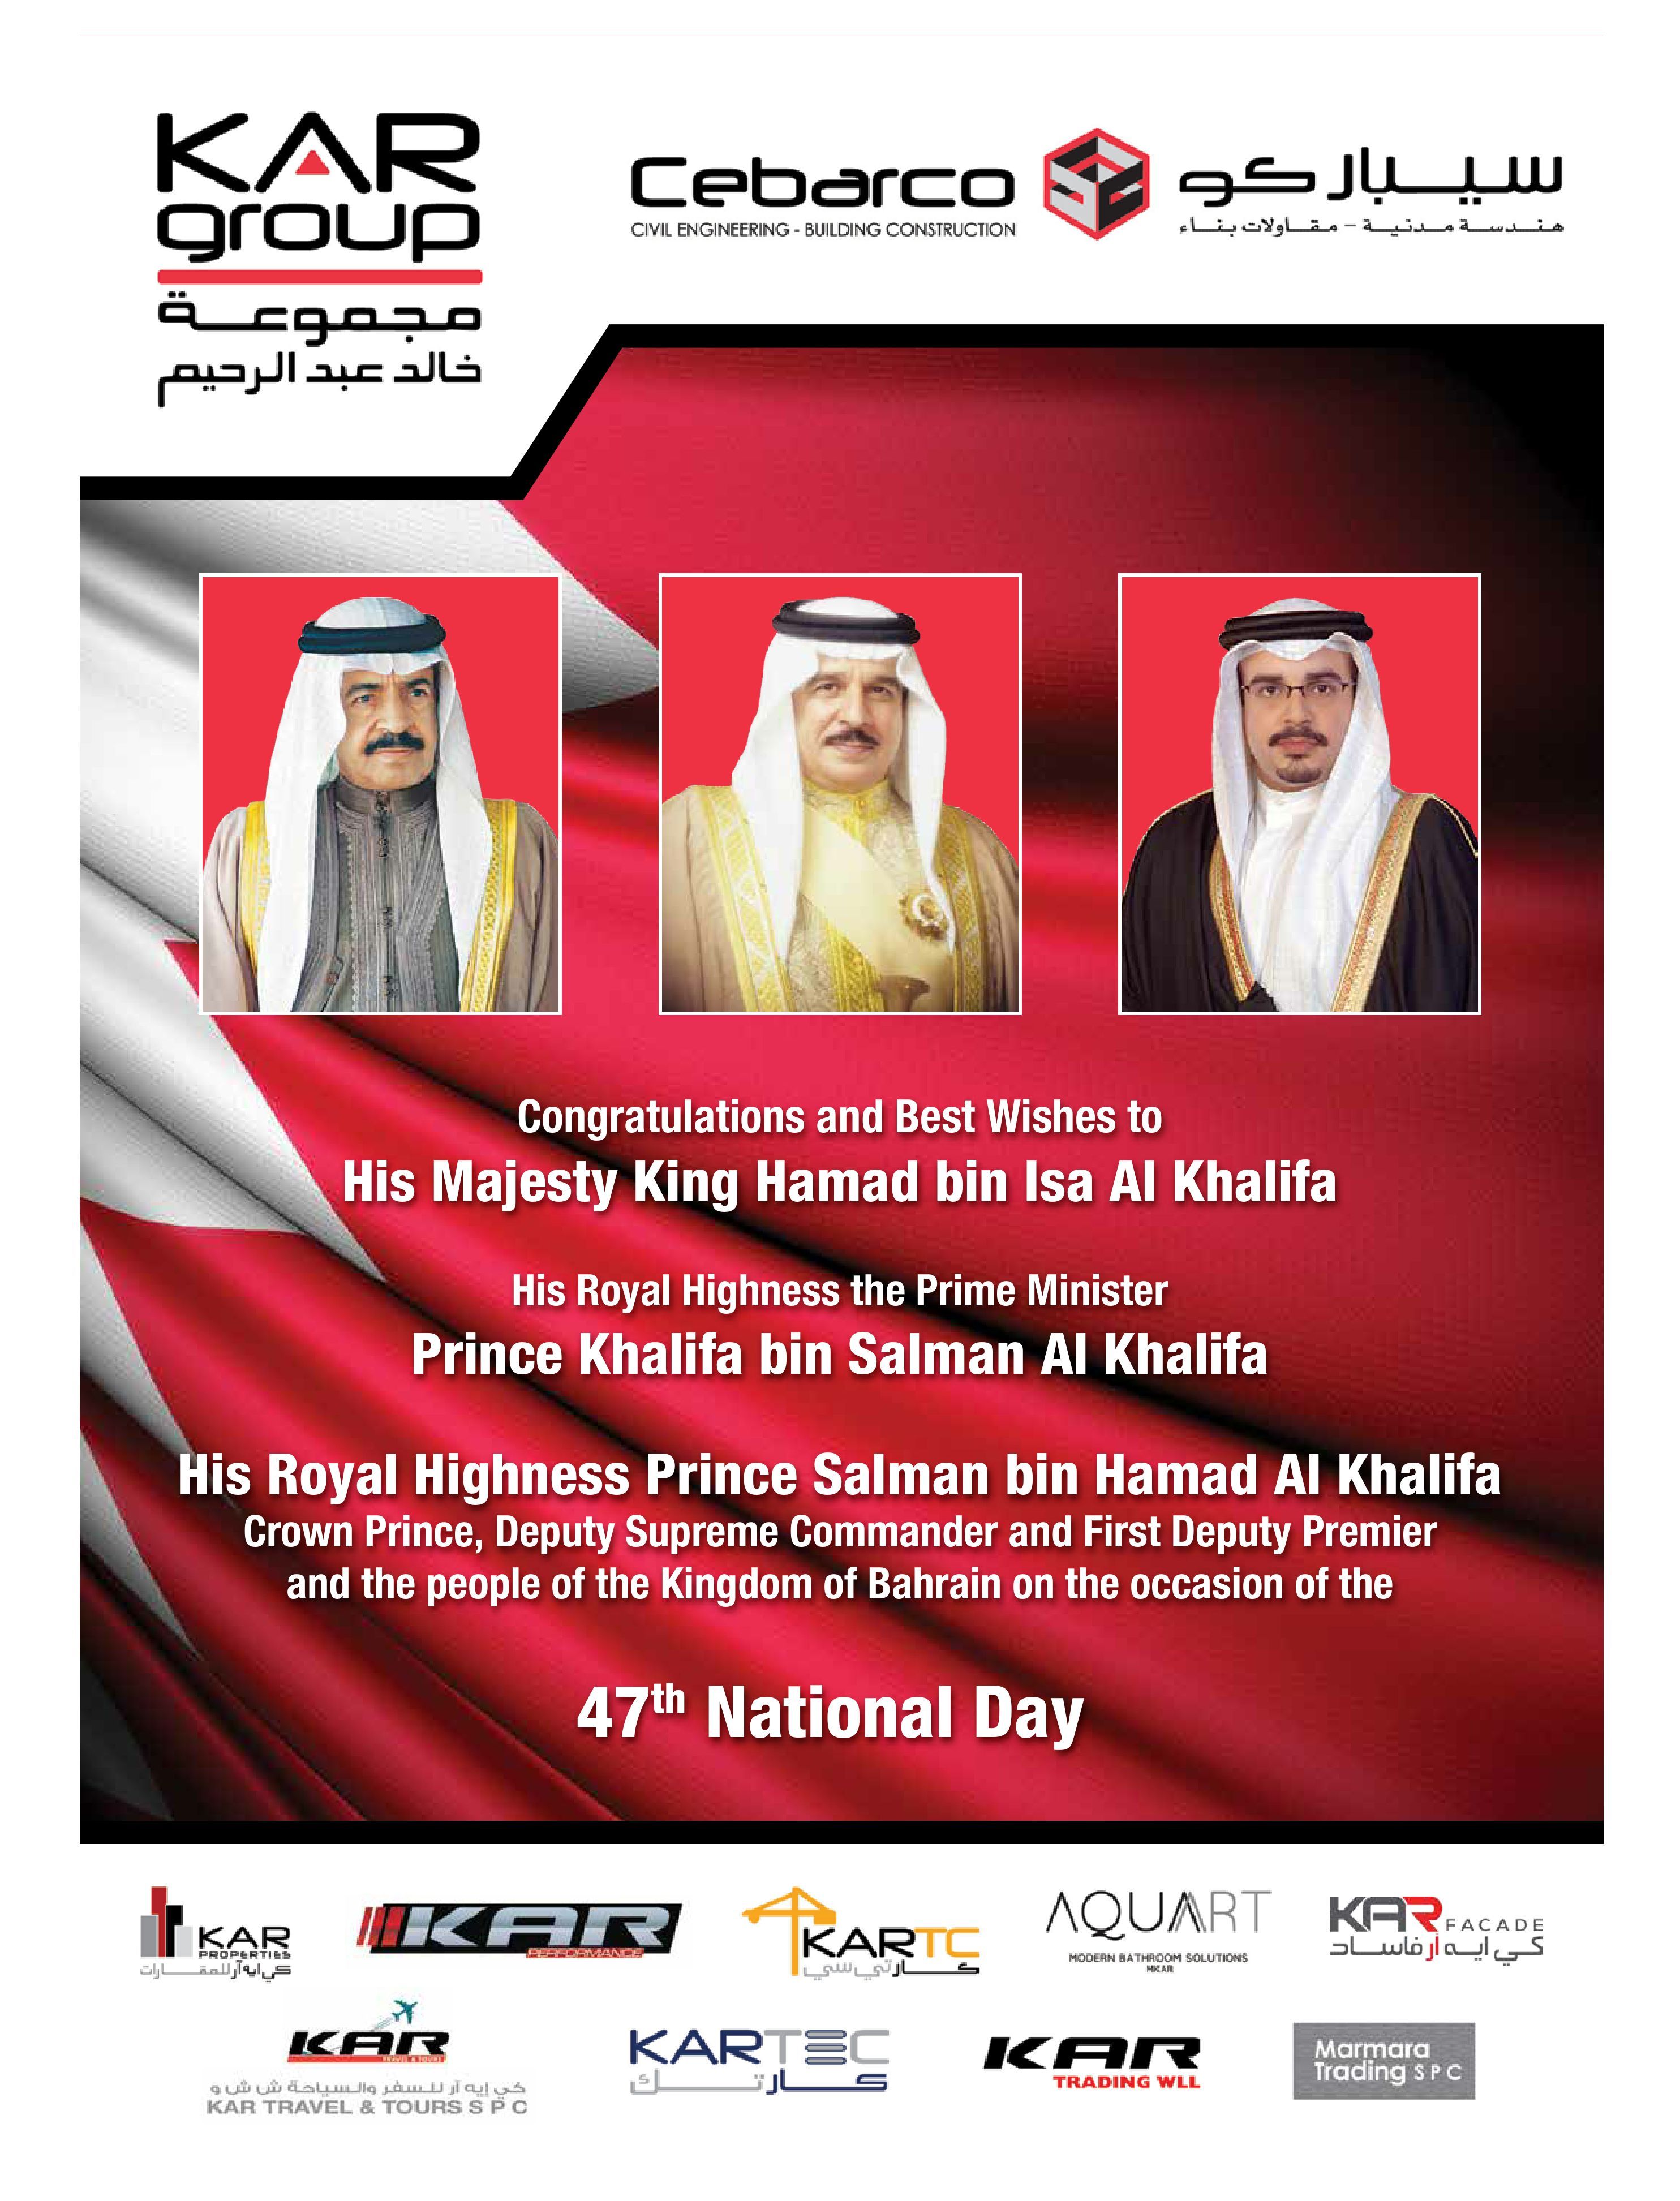 KAR
group
مجموعة
خالد عبد الرحيم
Cebarco
CIVIL ENGINEERING - BUILDING CONSTRUCTION
سيباركو
هندسة مدنية – مقاولات بناء
Congratulations and Best Wishes to
His Majesty King Hamad bin Isa Al Khalifa
His Royal Highness the Prime Minister
Prince Khalifa bin Salman Al Khalifa
His Royal Highness Prince Salman bin Hamad Al Khalifa
Crown Prince, Deputy Supreme Commander and First Deputy Premier
and the people of the Kingdom of Bahrain on the occasion of the
47th National Day
KAR
PROPERTIES
كي ايه آر للعقارات
KAR
PERFORMANCE
KARTC
كارتي سي
AQUART
MODERN BATHROOM SOLUTIONS
MKAR
KAR FACADE
كي ايه ار فاساد
KAR
TRAVEL & TOURS
كي إيه آر للسفر والسياحة ش ش و
KAR TRAVEL & TOURS S P C
KARTEC
كارتك
KAR
TRADING WLL
Marmara
Trading S P C